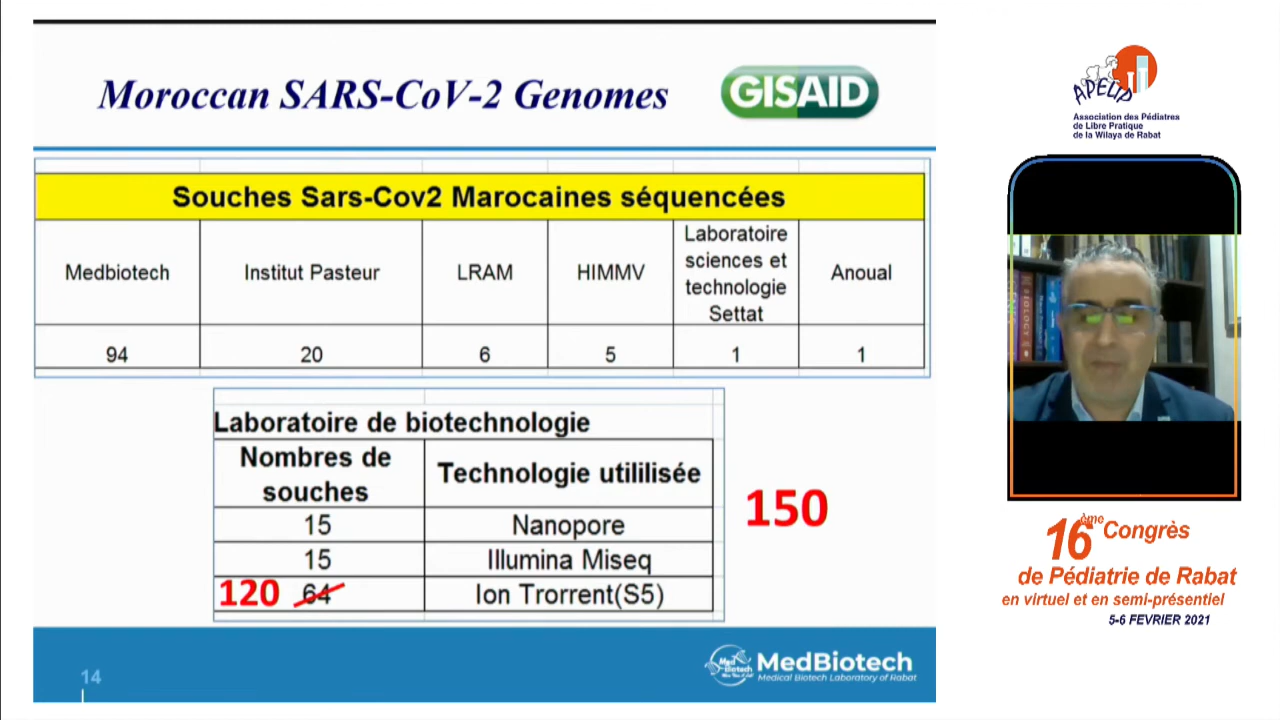 Moroccan SARS-CoV-2 Genomes
GISAID
Souches Sars-Cov2 Marocaines séquencées
Medbiotech
Institut Pasteur
LRAM
HIMMV
Laboratoire
sciences et
technologie
Settat
Anoual
94
20
6
5
1
1
Laboratoire de biotechnologie
Nombres de
souches
Technologie utililisée
15
Nanopore
15
Illumina Miseq
120
64
Ion Trorrent(S5)
150
14
Med
Biotech
MedBiotech
Medical Biotech Laboratory of Rabat
APELIP
Association des Pédiatres
de Libre Pratique
de la Wilaya de Rabat
BIOLOGY
16ème Congrès
de Pédiatrie de Rabat
en virtuel et en semi-présentiel
5-6 FEVRIER 2021